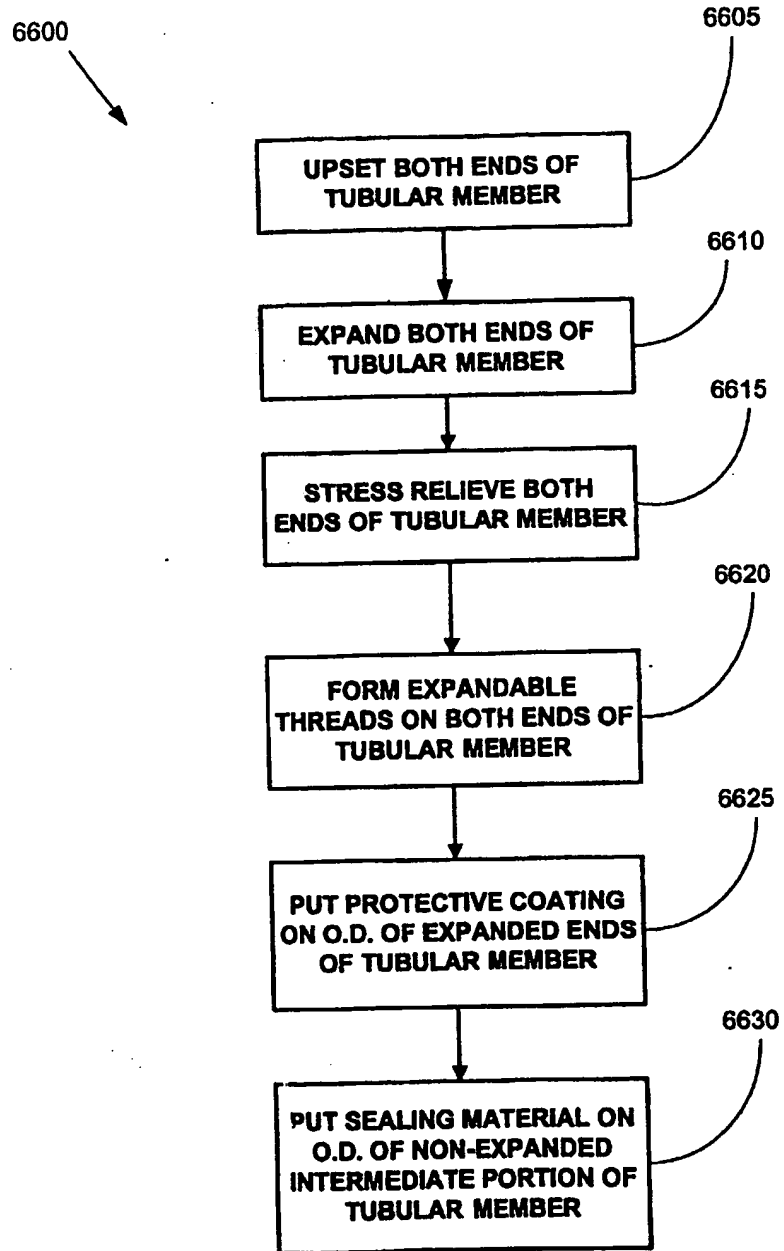 6600
6605
UPSET BOTH ENDS OF
TUBULAR MEMBER
6610
EXPAND BOTH ENDS OF
TUBULAR MEMBER
6615
STRESS RELIEVE BOTH
ENDS OF TUBULAR MEMBER
6620
FORM EXPANDABLE
THREADS ON BOTH ENDS OF
TUBULAR MEMBER
6625
PUT PROTECTIVE COATING
ON O.D. OF EXPANDED ENDS
OF TUBULAR MEMBER
6630
PUT SEALING MATERIAL ON
O.D. OF NON-EXPANDED
INTERMEDIATE PORTION OF
TUBULAR MEMBER